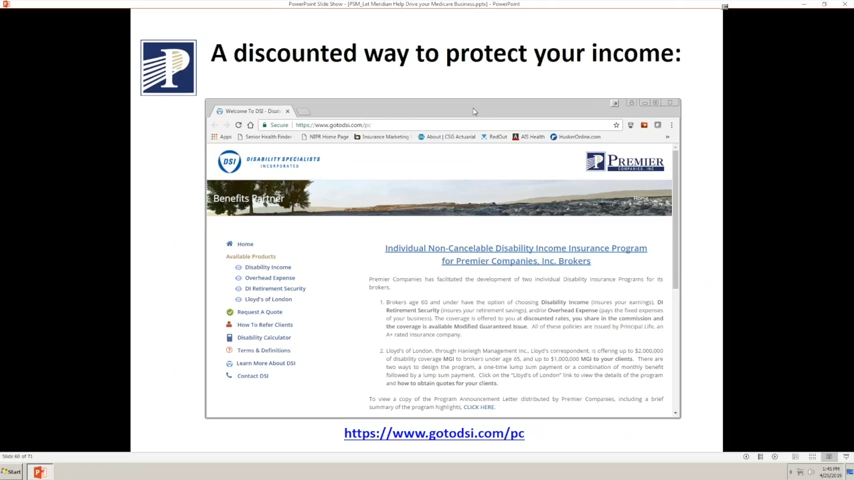 PowerPoint Slide Show - [PSM_Let Meridian Help Drive your Medicare Business.pptx] - PowerPoint
A discounted way to protect your income:
P
Welcome To DSI - Disa
Secure https://www.gotodsi.com/pc
Apps Senior Health Finder NIPR Home Page Insurance Marketing About | CSG Actuarial RedOut AIS Health HuskerOnline.com
DSI DISABILITY SPECIALISTS INCORPORATED
PREMIER COMPANIES, INC
Benefits Partner
Home
Available Products
Disability Income
Overhead Expense
DI Retirement Security
Lloyd's of London
Request A Quote
How To Refer Clients
Disability Calculator
Terms & Definitions
Learn More About DSI
Contact DSI
Individual Non-Cancelable Disability Income Insurance Program
for Premier Companies, Inc. Brokers
Premier Companies has facilitated the development of two individual Disability Insurance Programs for its
brokers.
1. Brokers age 60 and under have the option of choosing Disability Income (insures your earnings), DI
Retirement Security (insures your retirement savings), and/or Overhead Expense (pays the fixed expenses
of your business). The coverage is offered to you at discounted rates, you share in the commission and
the coverage is available Modified Guaranteed Issue. All of these policies are issued by Principal Life, an
A+ rated insurance company.
2. Lloyd's of London, through Hanleigh Management Inc., Lloyd's correspondent, is offering up to $2,000,000
of disability coverage MGI to brokers under age 65, and up to $1,000,000 MGI to your clients. There are
two ways to design the program, a one-time lump sum payment or a combination of monthly benefit
followed by a lump sum payment. Click on the "Lloyd's of London" link to view the details of the program
and how to obtain quotes for your clients.
To view a copy of the Program Announcement Letter distributed by Premier Companies, including a brief
summary of the program highlights, CLICK HERE.
https://www.gotodsi.com/pc
Slide 60 of 71
Start
1:41 PM